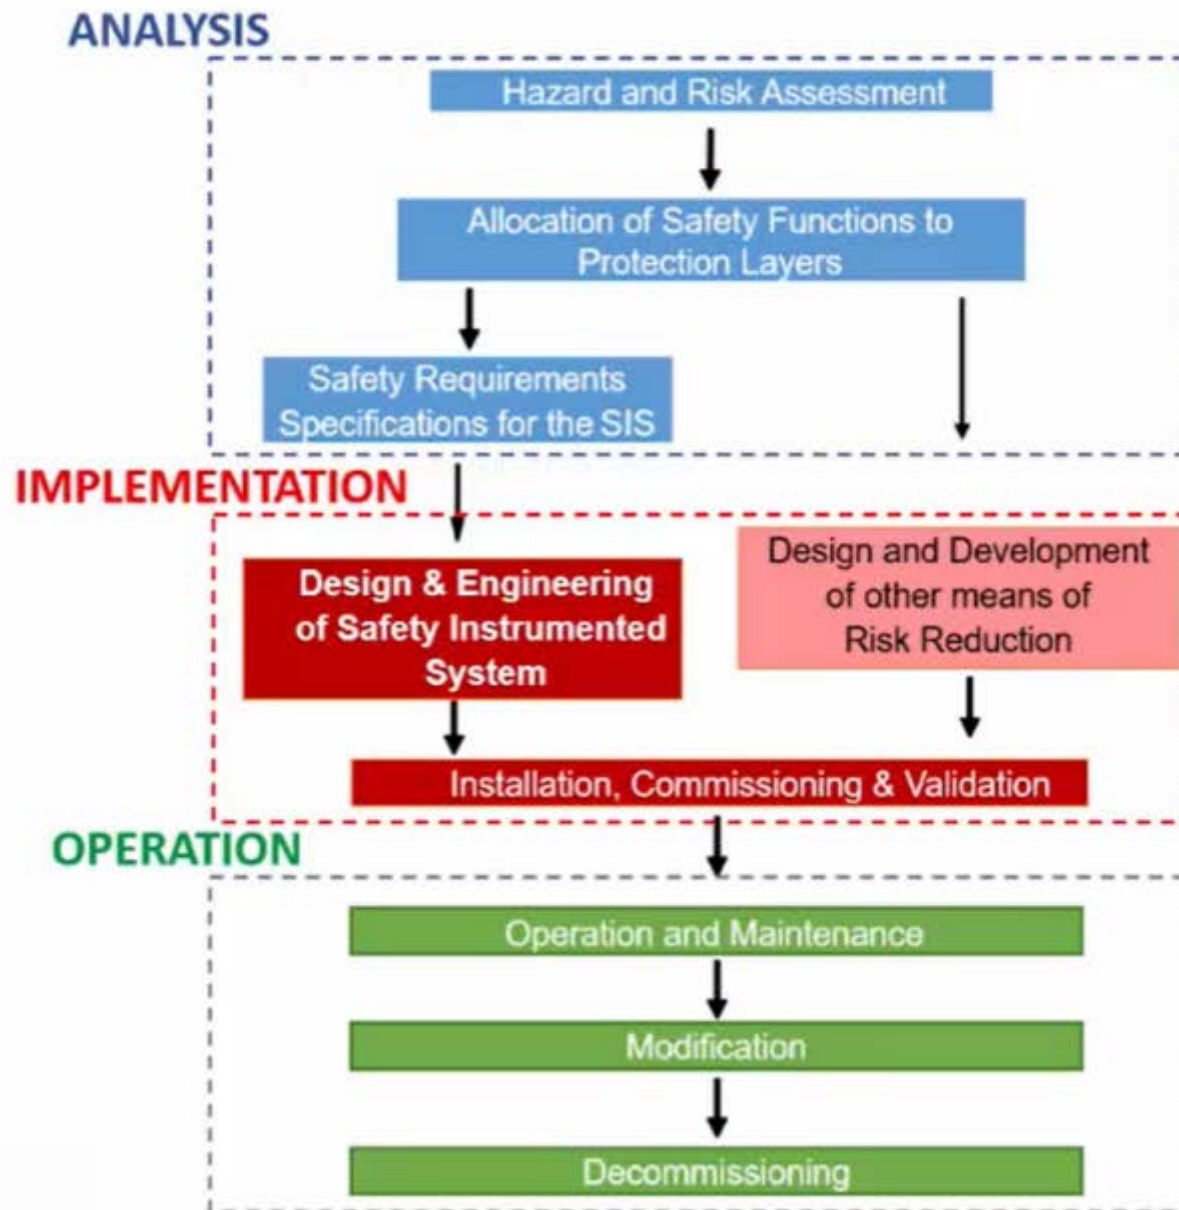 ANALYSIS
Hazard and Risk Assessment
Allocation of Safety Functions to
Protection Layers
Safety Requirements
Specifications for the SIS
IMPLEMENTATION
Design & Engineering
of Safety Instrumented
System
Design and Development
of other means of
Risk Reduction
Installation, Commissioning & Validation
OPERATION
Operation and Maintenance
Modification
Decommissioning